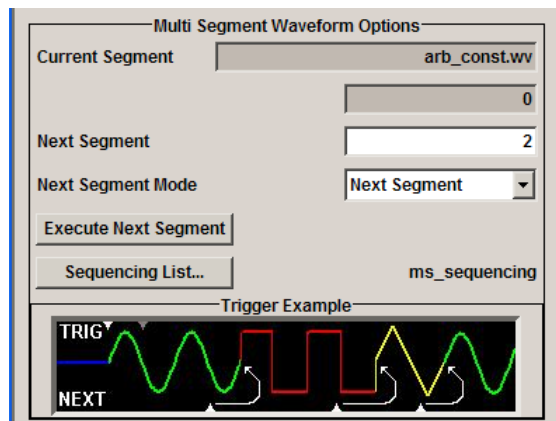 Multi Segment Waveform Options
Current Segment arb_const.wv
0
Next Segment 2
Next Segment Mode Next Segment
Execute Next Segment
Sequencing List... ms_sequencing
Trigger Example
TRIG
NEXT